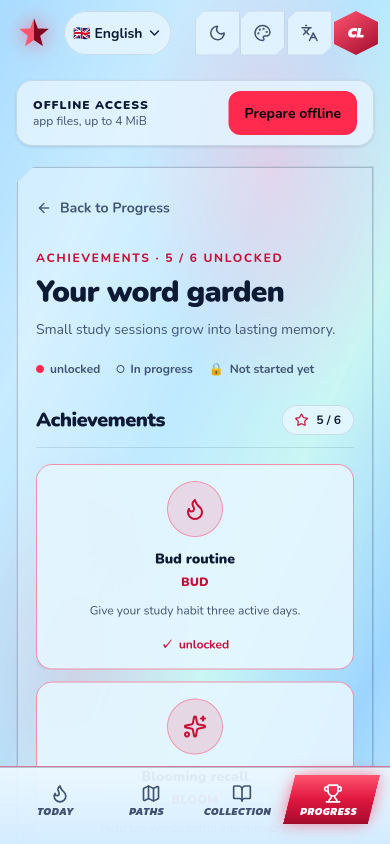 English
CL
OFFLINE ACCESS
app files, up to 4 MiB
Prepare offline
Back to Progress
ACHIEVEMENTS · 5 / 6 UNLOCKED
Your word garden
Small study sessions grow into lasting memory.
unlocked
In progress
Not started yet
Achievements
5 / 6
Bud routine
BUD
Give your study habit three active days.
✓ unlocked
Blooming recall
BLOOM
TODAY
PATHS
COLLECTION
PROGRESS